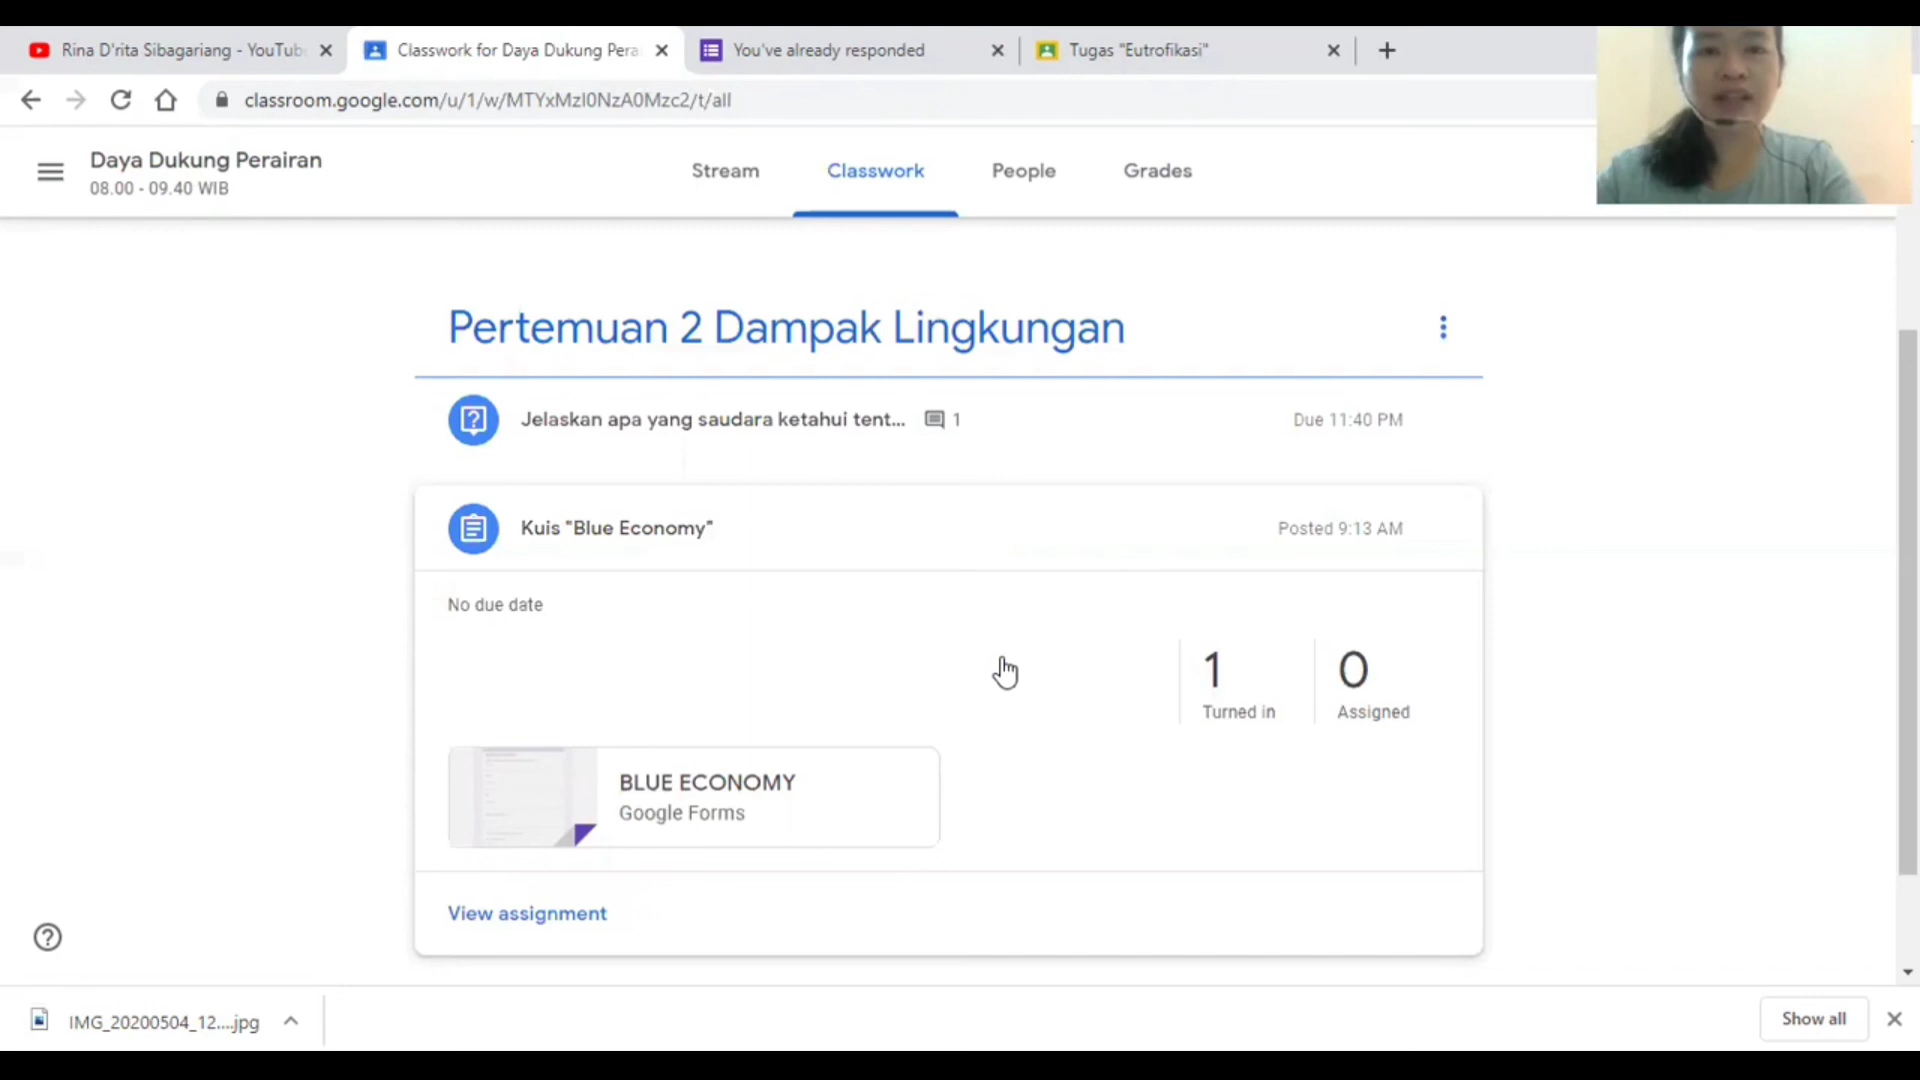 Rina D'rita Sibagariang - YouTub
Classwork for Daya Dukung Pera
You've already responded
Tugas "Eutrofikasi"
classroom.google.com/u/1/w/MTYxMzI0NzA0Mzc2/t/all
Daya Dukung Perairan
08.00 - 09.40 WIB
Stream
Classwork
People
Grades
Pertemuan 2 Dampak Lingkungan
Jelaskan apa yang saudara ketahui tent...
1
Due 11:40 PM
Kuis "Blue Economy"
Posted 9:13 AM
No due date
1
Turned in
0
Assigned
BLUE ECONOMY
Google Forms
View assignment
IMG_20200504_12....jpg
Show all